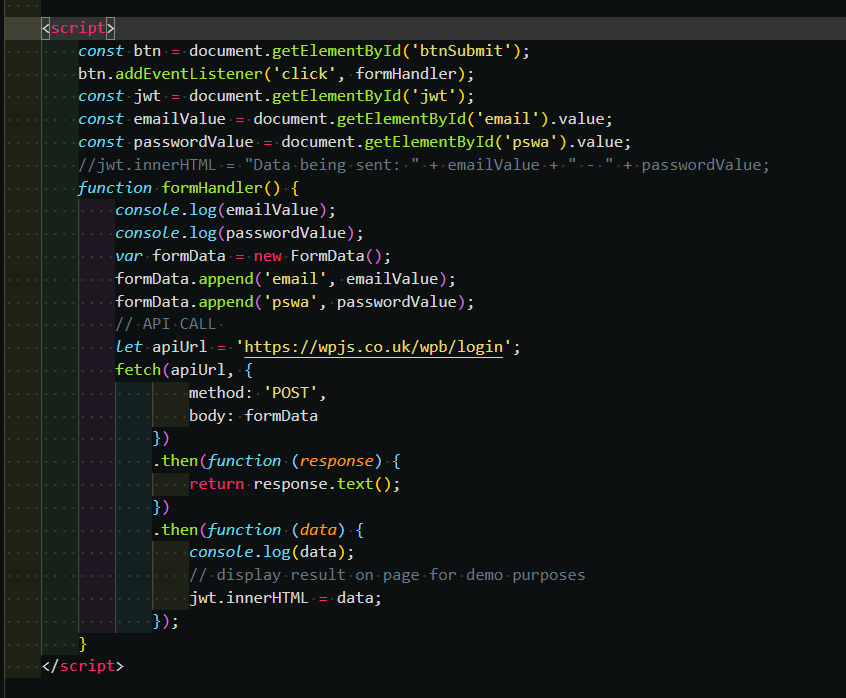 <script>
const btn = document.getElementById('btnSubmit');
btn.addEventListener('click', formHandler);
const jwt = document.getElementById('jwt');
const emailValue = document.getElementById('email').value;
const passwordValue = document.getElementById('pswa').value;
//jwt.innerHTML = "Data being sent: " + emailValue + " - " + passwordValue;
function formHandler() {
console.log(emailValue);
console.log(passwordValue);
var formData = new FormData();
formData.append('email', emailValue);
formData.append('pswa', passwordValue);
// API CALL
let apiUrl = 'https://wpjs.co.uk/wpb/login';
fetch(apiUrl, {
method: 'POST',
body: formData
})
.then(function (response) {
return response.text();
})
.then(function (data) {
console.log(data);
// display result on page for demo purposes
jwt.innerHTML = data;
});
}
</script>